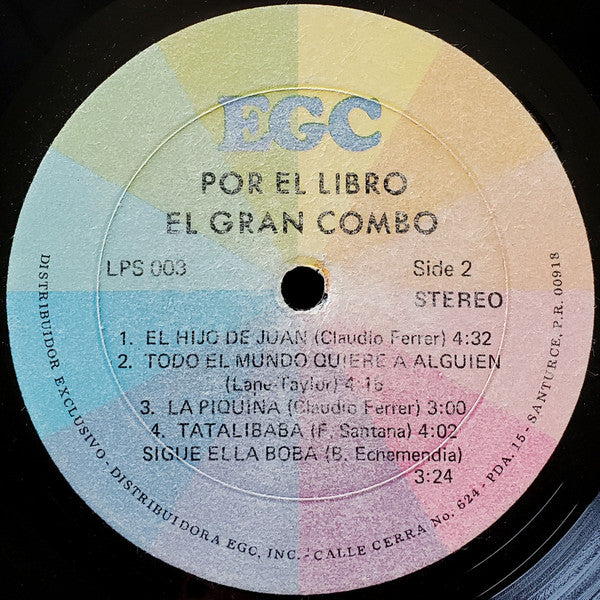 EGC
POR EL LIBRO
EL GRAN COMBO
LPS 003
Side 2
STEREO
1. EL HIJO DE JUAN (Claudio Ferrer) 4:32
2. TODO EL MUNDO QUIERE A ALGUIEN
(Lane-Taylor) 4:16
3. LA PIQUINA (Claudio Ferrer) 3:00
4. TATALIBABA (F. Santana) 4:02
SIGUE ELLA BOBA (B. Echemendia)
3:24
DISTRIBUIDOR EXCLUSIVO - DISTRIBUIDORA EGC, INC. - CALLE CERRA No. 624 - PDA. 15 - SANTURCE, P.R. 00918